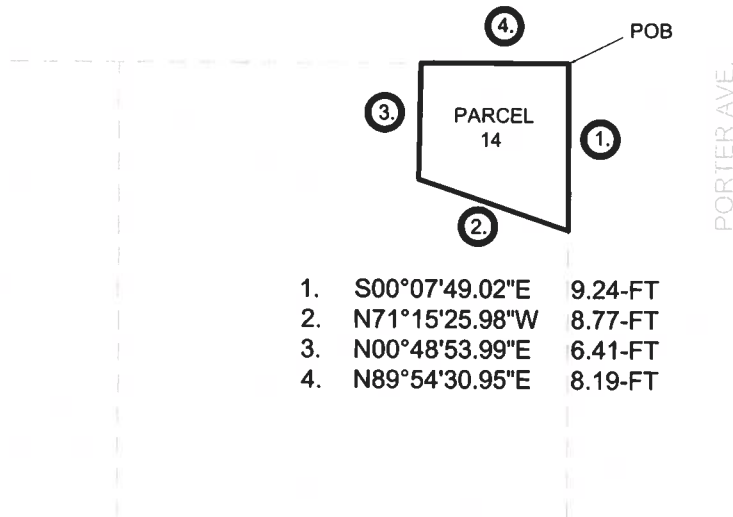 4.
POB
3.
PARCEL
14
1.
PORTER AVE.
2.
1. S00°07'49.02"E 9.24-FT
2. N71°15'25.98"W 8.77-FT
3. N00°48'53.99"E 6.41-FT
4. N89°54'30.95"E 8.19-FT